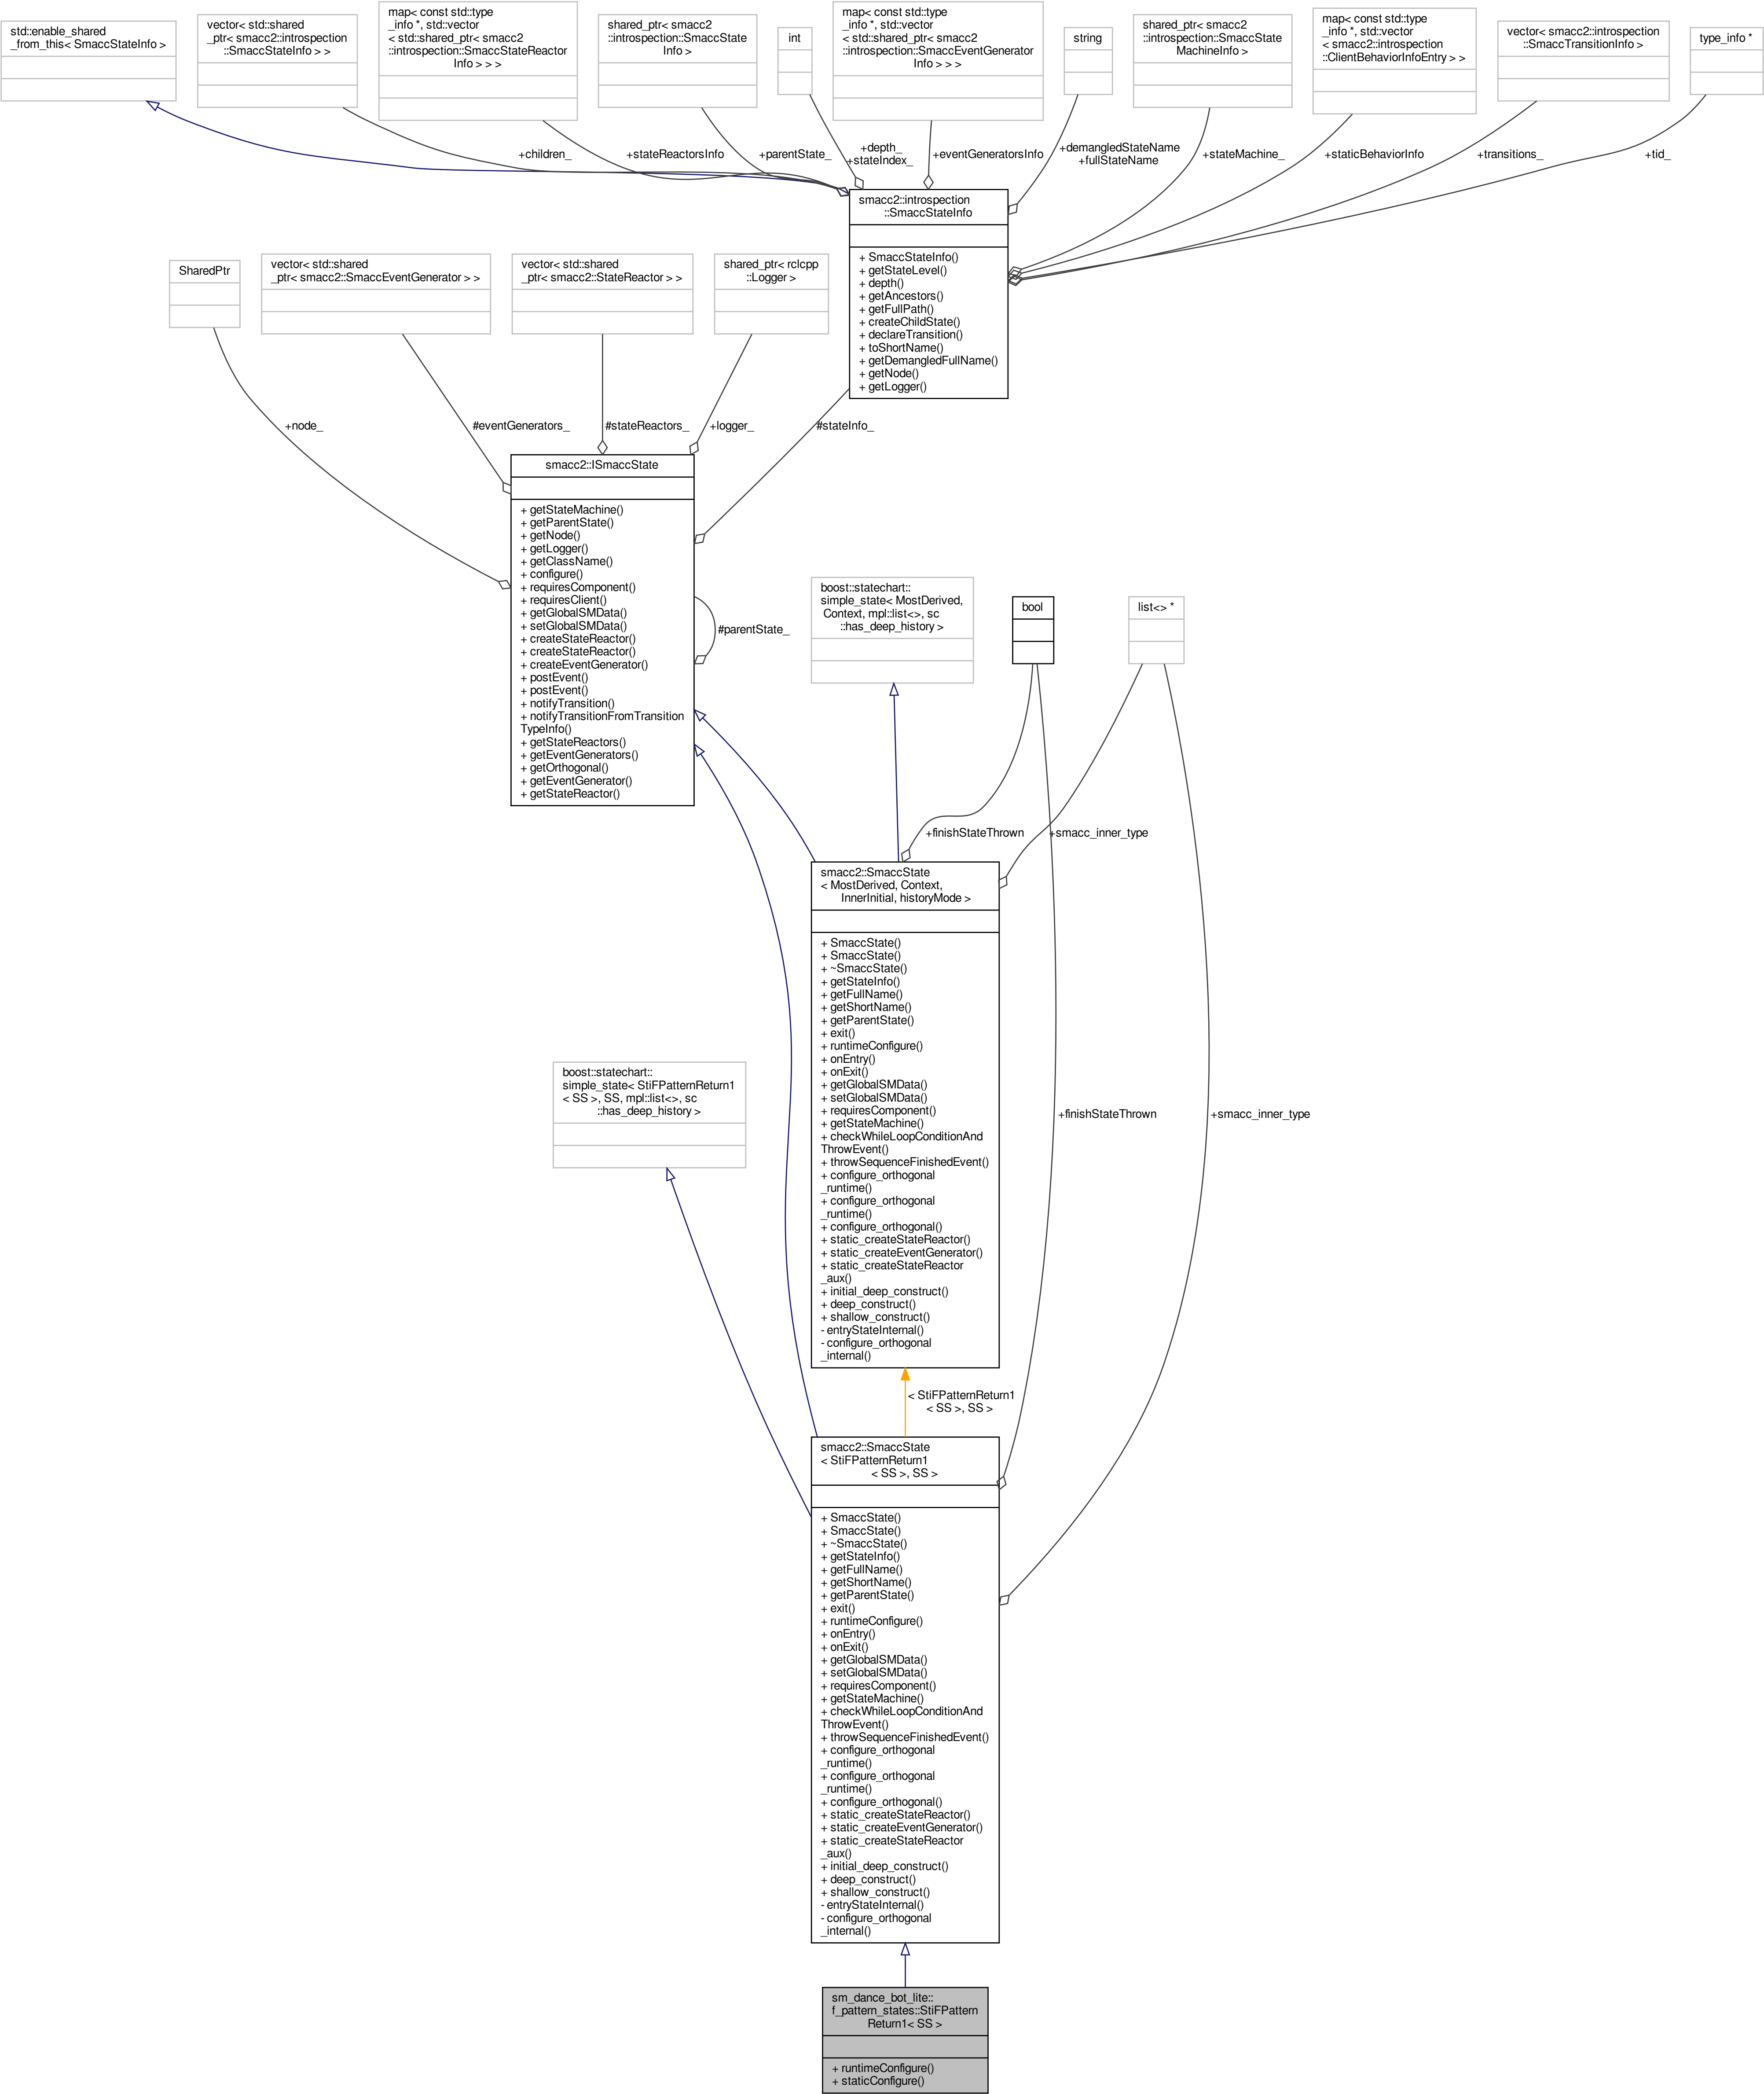 std::enable_shared
_from_this< SmaccStateInfo >
vector< std::shared
_ptr< smacc2::introspection
::SmaccStateInfo > >
map< const std::type
_info *, std::vector
< std::shared_ptr< smacc2
::introspection::SmaccStateReactor
Info > > >
shared_ptr< smacc2
::introspection::SmaccState
Info >
int
map< const std::type
_info *, std::vector
< std::shared_ptr< smacc2
::introspection::SmaccEventGenerator
Info > > >
string
shared_ptr< smacc2
::introspection::SmaccState
MachineInfo >
map< const std::type
_info *, std::vector
< smacc2::introspection
::ClientBehaviorInfoEntry > >
vector< smacc2::introspection
::SmaccTransitionInfo >
type_info *
+children_
+stateReactorsInfo
+parentState_
+depth_
+stateIndex_
+eventGeneratorsInfo
+demangledStateName
+fullStateName
+stateMachine_
+staticBehaviorInfo
+transitions_
+tid_
smacc2::introspection
::SmaccStateInfo
+ SmaccStateInfo()
+ getStateLevel()
+ depth()
+ getAncestors()
+ getFullPath()
+ createChildState()
+ declareTransition()
+ toShortName()
+ getDemangledFullName()
+ getNode()
+ getLogger()
SharedPtr
vector< std::shared
_ptr< smacc2::SmaccEventGenerator > >
vector< std::shared
_ptr< smacc2::StateReactor > >
shared_ptr< rclcpp
::Logger >
+node_
#eventGenerators_
#stateReactors_
+logger_
#stateInfo_
smacc2::ISmaccState
+ getStateMachine()
+ getParentState()
+ getNode()
+ getLogger()
+ getClassName()
+ configure()
+ requiresComponent()
+ requiresClient()
+ getGlobalSMData()
+ setGlobalSMData()
+ createStateReactor()
+ createStateReactor()
+ createEventGenerator()
+ postEvent()
+ postEvent()
+ notifyTransition()
+ notifyTransitionFromTransition
TypeInfo()
+ getStateReactors()
+ getEventGenerators()
+ getOrthogonal()
+ getEventGenerator()
+ getStateReactor()
#parentState_
boost::statechart::
simple_state< MostDerived,
Context, mpl::list<>, sc
::has_deep_history >
bool
list<> *
+finishStateThrown
+smacc_inner_type
smacc2::SmaccState
< MostDerived, Context,
InnerInitial, historyMode >
+ SmaccState()
+ SmaccState()
+ ~SmaccState()
+ getStateInfo()
+ getFullName()
+ getShortName()
+ getParentState()
+ exit()
+ runtimeConfigure()
+ onEntry()
+ onExit()
+ getGlobalSMData()
+ setGlobalSMData()
+ requiresComponent()
+ getStateMachine()
+ checkWhileLoopConditionAnd
ThrowEvent()
+ throwSequenceFinishedEvent()
+ configure_orthogonal
_runtime()
+ configure_orthogonal
_runtime()
+ configure_orthogonal()
+ static_createStateReactor()
+ static_createEventGenerator()
+ static_createStateReactor
_aux()
+ initial_deep_construct()
+ deep_construct()
+ shallow_construct()
- entryStateInternal()
- configure_orthogonal
_internal()
boost::statechart::
simple_state< StiFPatternReturn1
< SS >, SS, mpl::list<>, sc
::has_deep_history >
+finishStateThrown
+smacc_inner_type
< StiFPatternReturn1
< SS >, SS >
smacc2::SmaccState
< StiFPatternReturn1
< SS >, SS >
+ SmaccState()
+ SmaccState()
+ ~SmaccState()
+ getStateInfo()
+ getFullName()
+ getShortName()
+ getParentState()
+ exit()
+ runtimeConfigure()
+ onEntry()
+ onExit()
+ getGlobalSMData()
+ setGlobalSMData()
+ requiresComponent()
+ getStateMachine()
+ checkWhileLoopConditionAnd
ThrowEvent()
+ throwSequenceFinishedEvent()
+ configure_orthogonal
_runtime()
+ configure_orthogonal
_runtime()
+ configure_orthogonal()
+ static_createStateReactor()
+ static_createEventGenerator()
+ static_createStateReactor
_aux()
+ initial_deep_construct()
+ deep_construct()
+ shallow_construct()
- entryStateInternal()
- configure_orthogonal
_internal()
sm_dance_bot_lite::
f_pattern_states::StiFPattern
Return1< SS >
+ runtimeConfigure()
+ staticConfigure()